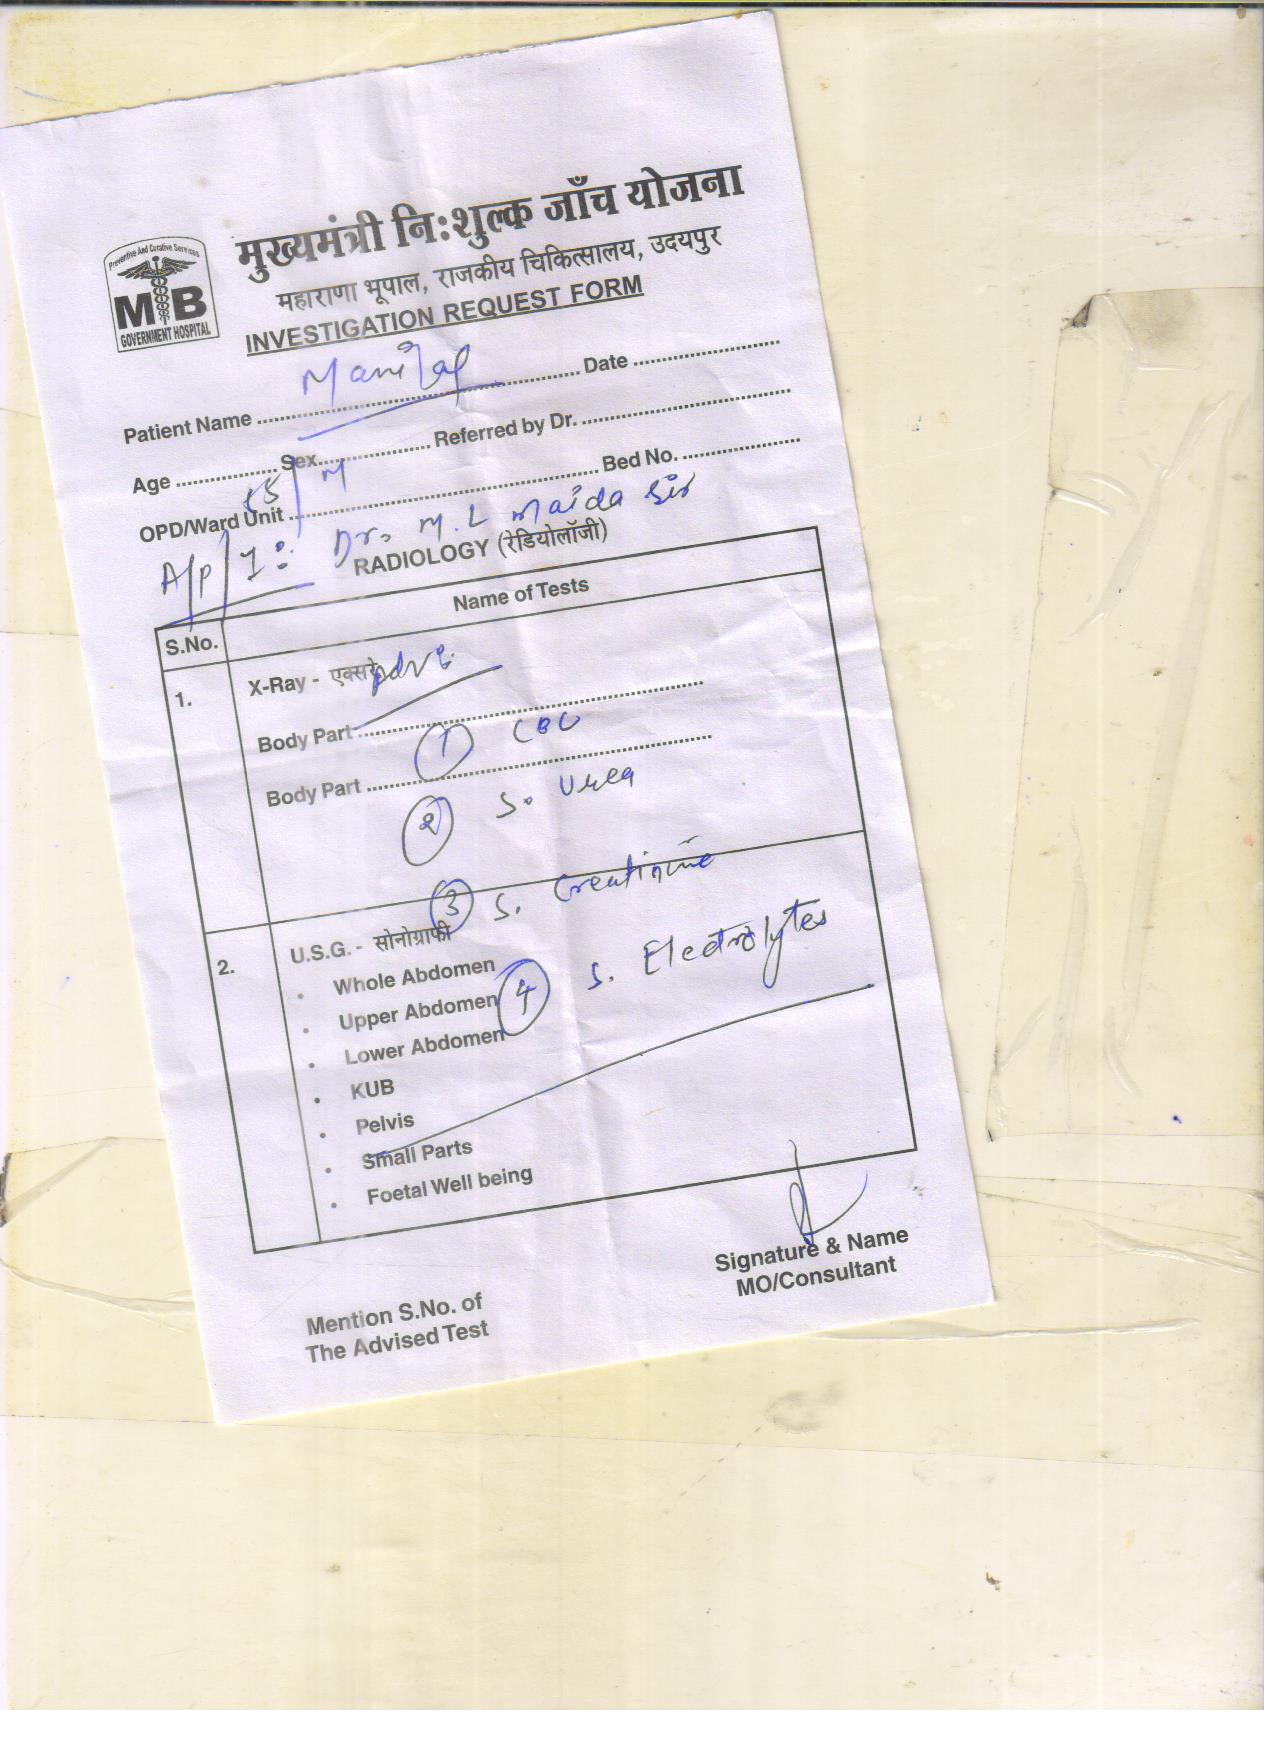 Preventive And Curative Services
MB
GOVERNMENT HOSPITAL
मुख्यमंत्री नि:शुल्क जाँच योजना
महाराणा भूपाल, राजकीय चिकित्सालय, उदयपुर
INVESTIGATION REQUEST FORM
Patient Name ........ Manilal ........ Date ........
Age ........ Sex ........ Referred by Dr. ........
/ M
OPD/Ward Unit ........ Bed No. ........
A/P/I: Dr. M.L Maida Sir
RADIOLOGY (रेडियोलॉजी)
S.No. Name of Tests
1. X-Ray - एक्सरे Adv.
Body Part ........
① CBC
Body Part ........
② S. Urea
③ S. Creatinine
2. U.S.G. - सोनोग्राफी
④ S. Electrolytes
• Whole Abdomen
• Upper Abdomen
• Lower Abdomen
• KUB
• Pelvis
• Small Parts
• Foetal Well being
Signature & Name
MO/Consultant
Mention S.No. of
The Advised Test